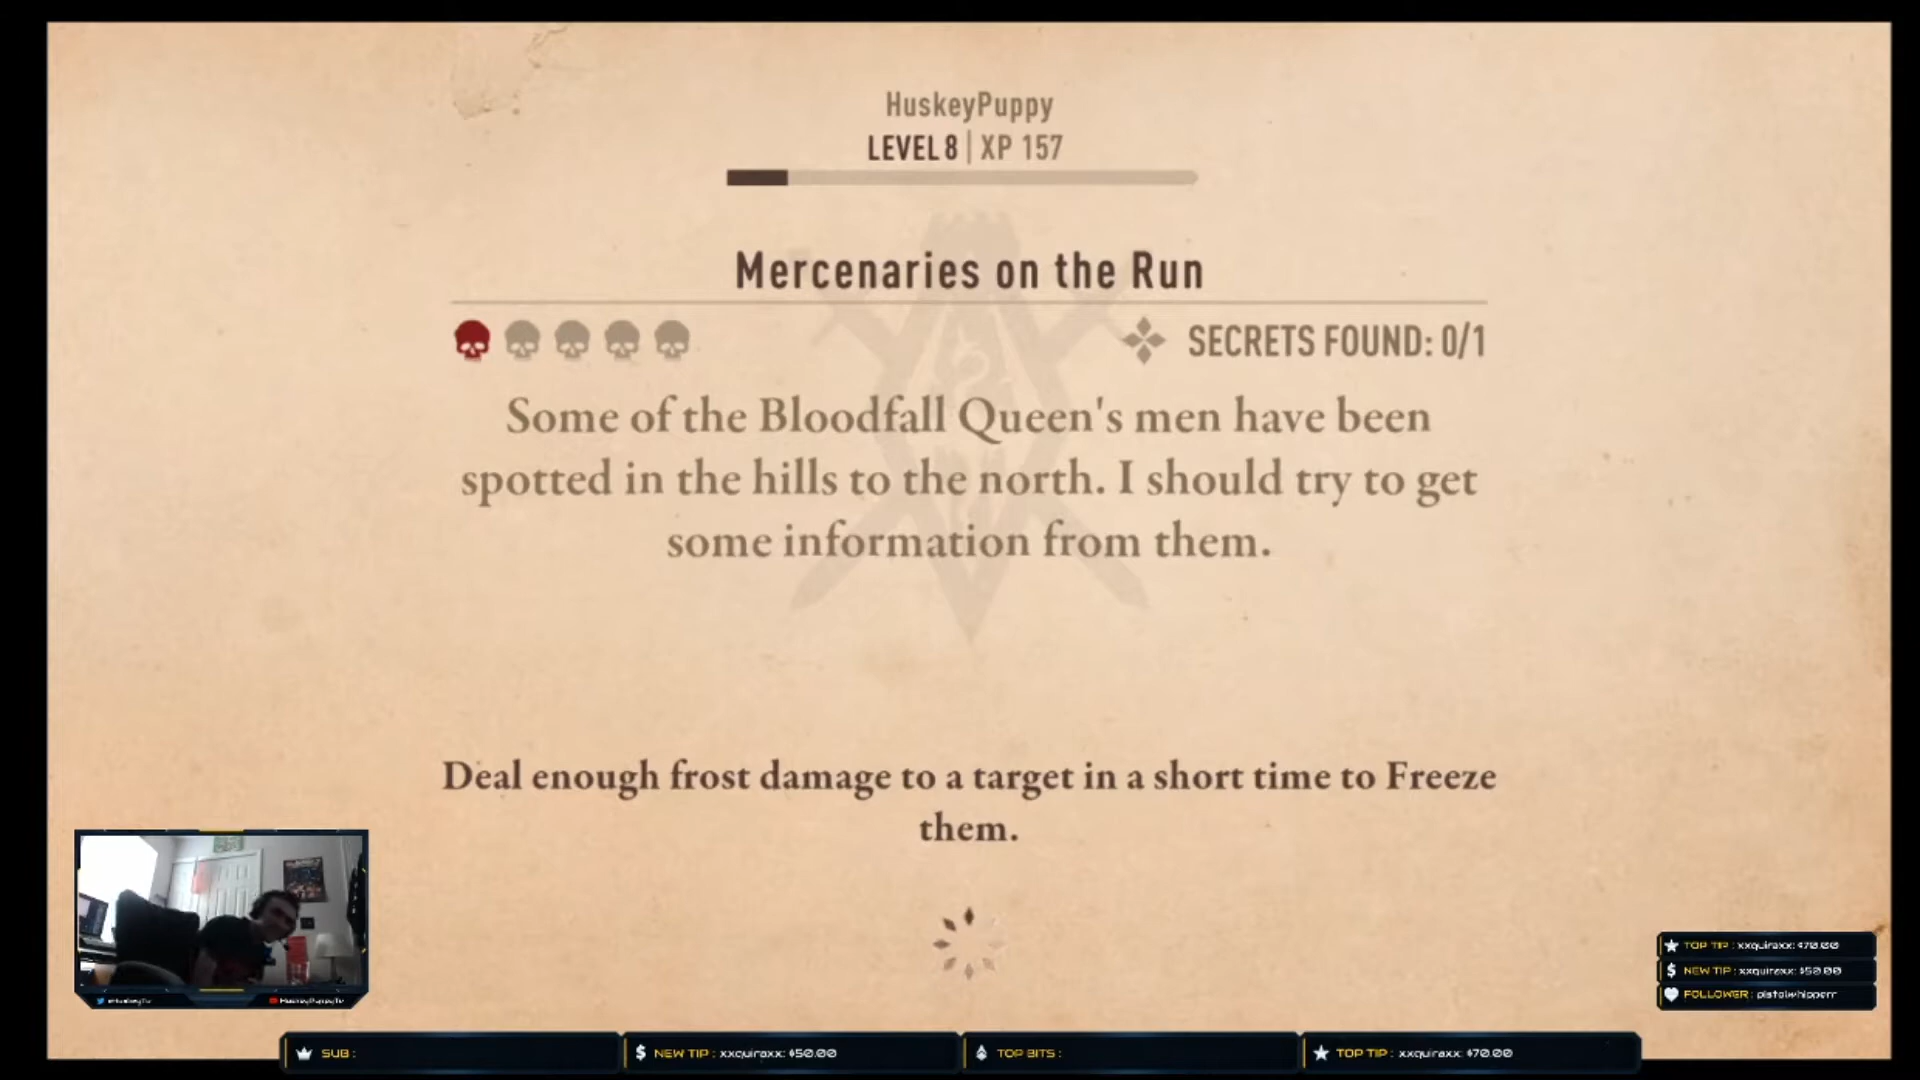 HuskeyPuppy
LEVEL 8 | XP 157
Mercenaries on the Run
SECRETS FOUND: 0/1
Some of the Bloodfall Queen's men have been
spotted in the hills to the north. I should try to get
some information from them.
Deal enough frost damage to a target in a short time to Freeze
them.
HuskeyPuppyTv
TOP TIP : xxquiraxx: $70.00
NEW TIP : xxquiraxx: $50.00
FOLLOWER : pistolwhipperr
SUB :
NEW TIP : xxquiraxx: $50.00
TOP BITS :
TOP TIP : xxquiraxx: $70.00